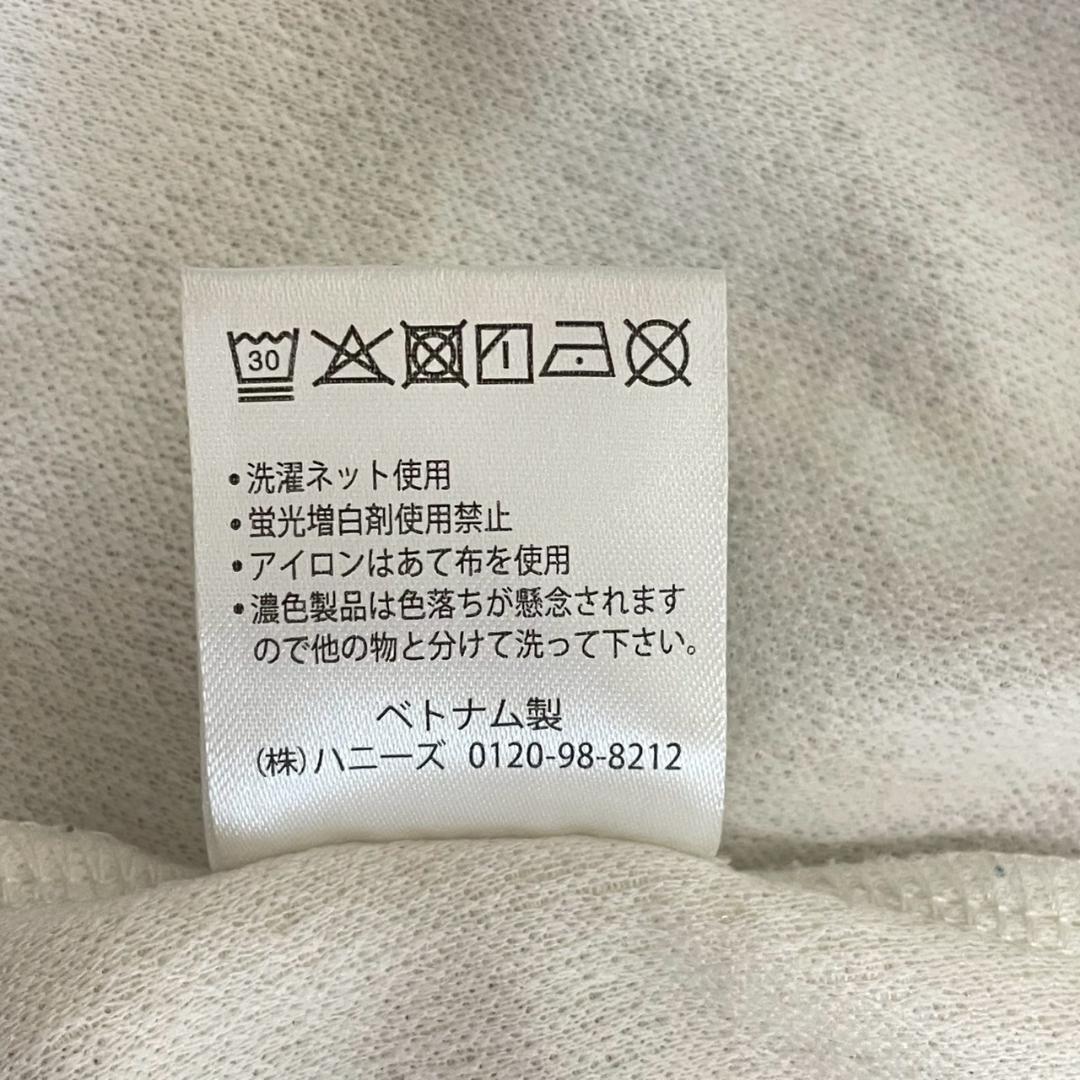 30
•洗濯ネット使用
•蛍光増白剤使用禁止
•アイロンはあて布を使用
•濃色製品は色落ちが懸念されます
ので他の物と分けて洗って下さい。
ベトナム製
(株)ハニーズ 0120-98-8212